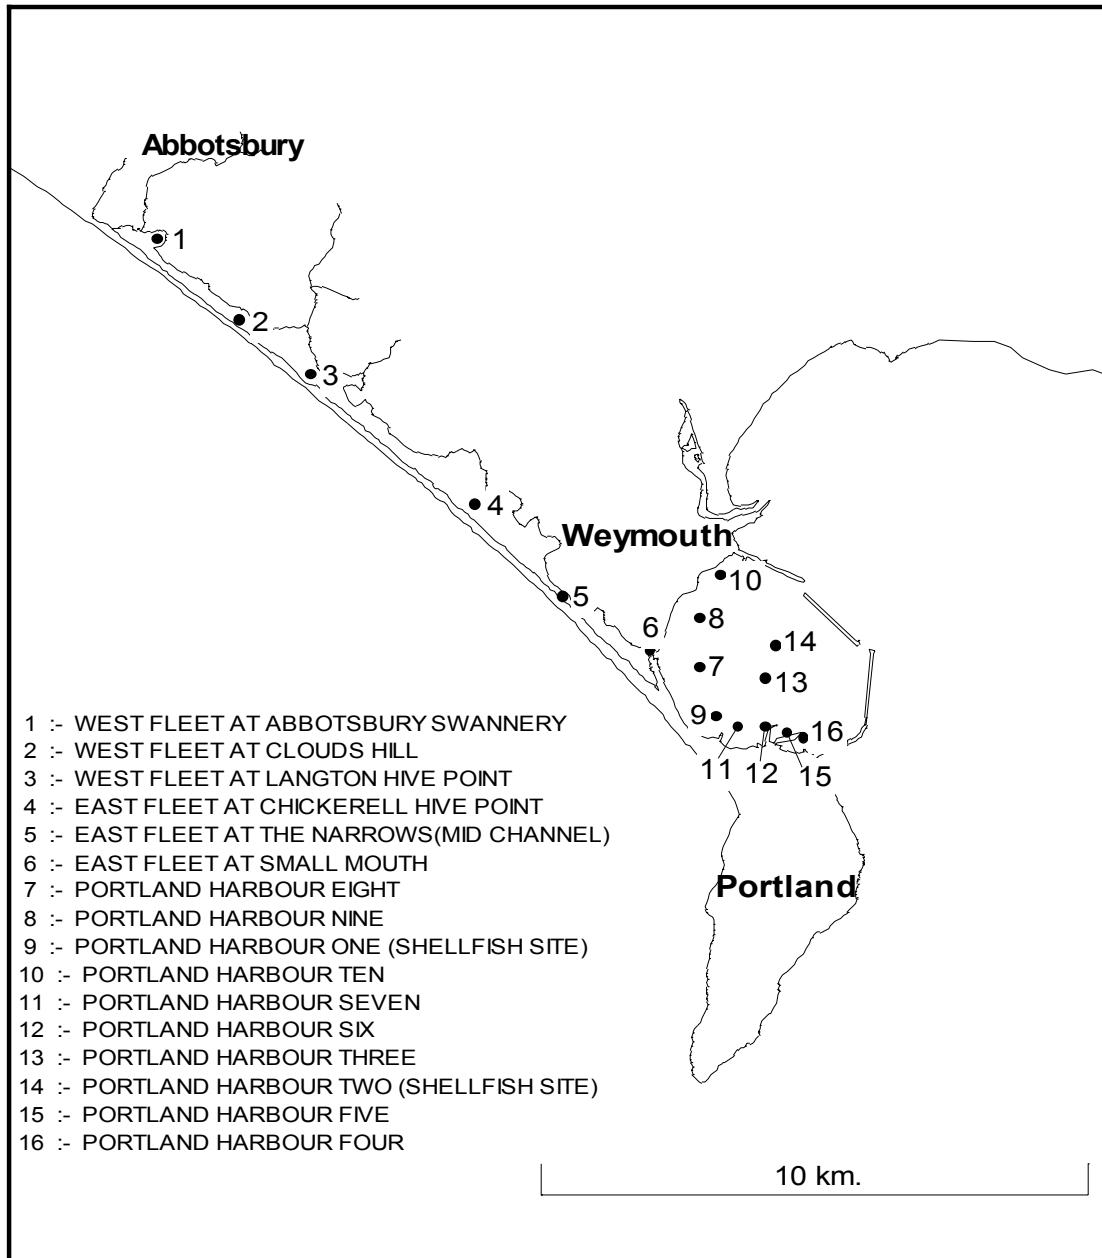 Abbotsbury
1
2
3
4
Weymouth
10
5
8
6
14
7
13
9
16
11
12
15
1 :- WEST FLEET AT ABBOTSBURY SWANNERY
2 :- WEST FLEET AT CLOUDS HILL
3 :- WEST FLEET AT LANGTON HIVE POINT
4 :- EAST FLEET AT CHICKERELL HIVE POINT
5 :- EAST FLEET AT THE NARROWS(MID CHANNEL)
6 :- EAST FLEET AT SMALL MOUTH
7 :- PORTLAND HARBOUR EIGHT
8 :- PORTLAND HARBOUR NINE
9 :- PORTLAND HARBOUR ONE (SHELLFISH SITE)
10 :- PORTLAND HARBOUR TEN
11 :- PORTLAND HARBOUR SEVEN
12 :- PORTLAND HARBOUR SIX
13 :- PORTLAND HARBOUR THREE
14 :- PORTLAND HARBOUR TWO (SHELLFISH SITE)
15 :- PORTLAND HARBOUR FIVE
16 :- PORTLAND HARBOUR FOUR
Portland
10 km.